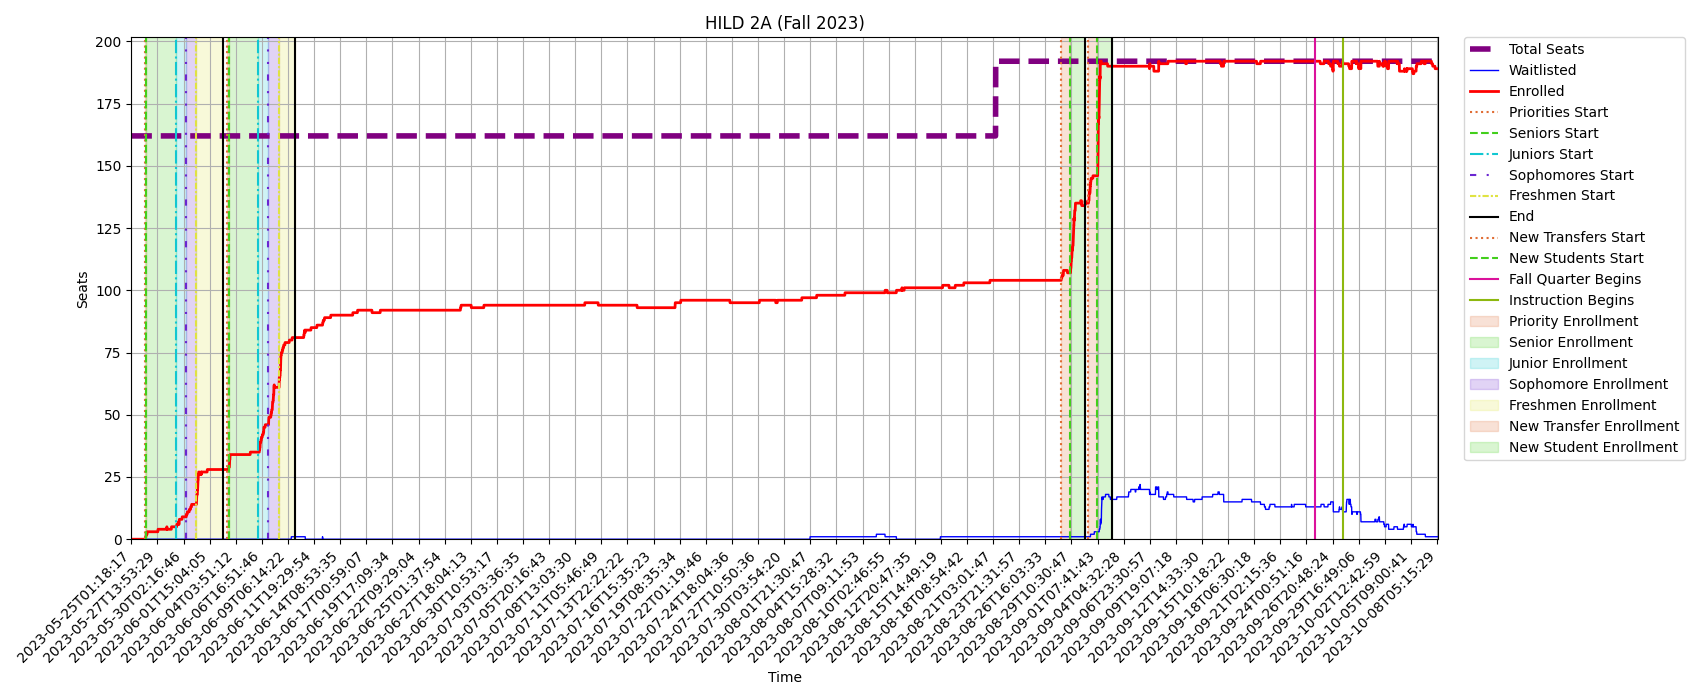 HILD 2A (Fall 2023)
200
175
150
125
100
75
50
25
0
Seats
2023-05-25T01:18:17
2023-05-27T13:53:29
2023-05-30T02:16:46
2023-06-01T15:04:05
2023-06-04T03:51:12
2023-06-06T16:51:46
2023-06-09T06:14:22
2023-06-11T19:29:54
2023-06-14T08:53:35
2023-06-17T00:59:07
2023-06-19T17:09:34
2023-06-22T09:29:04
2023-06-25T01:37:54
2023-06-27T18:04:13
2023-06-30T10:53:17
2023-07-03T03:36:35
2023-07-05T20:16:43
2023-07-08T13:03:30
2023-07-11T05:46:49
2023-07-13T22:22:22
2023-07-16T15:35:23
2023-07-19T08:35:34
2023-07-22T01:19:46
2023-07-24T18:04:36
2023-07-27T10:50:36
2023-07-30T03:54:20
2023-08-01T21:30:47
2023-08-04T15:28:32
2023-08-07T09:11:53
2023-08-10T02:46:55
2023-08-12T20:47:35
2023-08-15T14:49:19
2023-08-18T08:54:42
2023-08-21T03:01:47
2023-08-23T21:31:57
2023-08-26T16:03:33
2023-08-29T10:30:47
2023-09-01T07:41:43
2023-09-04T04:32:28
2023-09-06T23:30:57
2023-09-09T19:07:18
2023-09-12T14:33:30
2023-09-15T10:18:22
2023-09-18T06:30:18
2023-09-21T02:15:36
2023-09-24T00:51:16
2023-09-26T20:48:24
2023-09-29T16:49:06
2023-10-02T12:42:59
2023-10-05T09:00:41
2023-10-08T05:15:29
Time
Total Seats
Waitlisted
Enrolled
Priorities Start
Seniors Start
Juniors Start
Sophomores Start
Freshmen Start
End
New Transfers Start
New Students Start
Fall Quarter Begins
Instruction Begins
Priority Enrollment
Senior Enrollment
Junior Enrollment
Sophomore Enrollment
Freshmen Enrollment
New Transfer Enrollment
New Student Enrollment